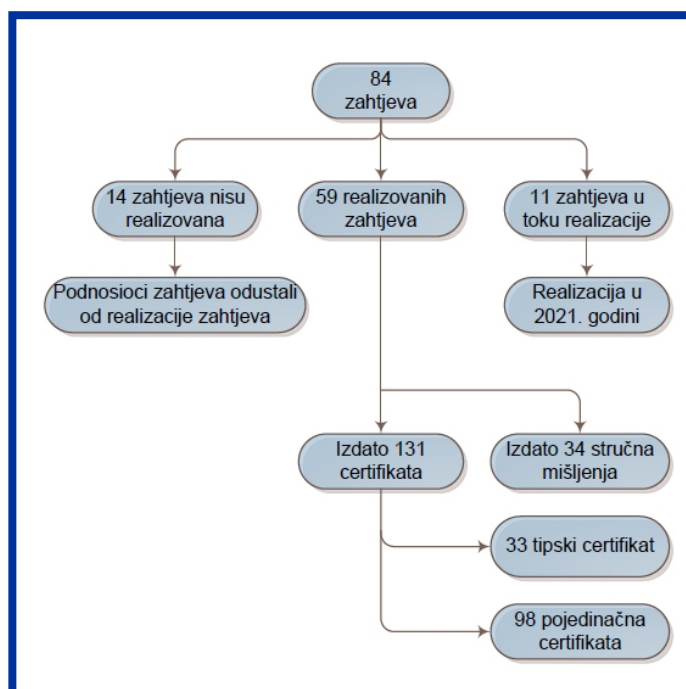 84
zahtjeva
14 zahtjeva nisu
realizovana
59 realizovanih
zahtjeva
11 zahtjeva u
toku realizacije
Podnosioci zahtjeva odustali
od realizacije zahtjeva
Realizacija u
2021. godini
Izdato 131
certifikata
Izdato 34 stručna
mišljenja
33 tipski certifikat
98 pojedinačna
certifikata